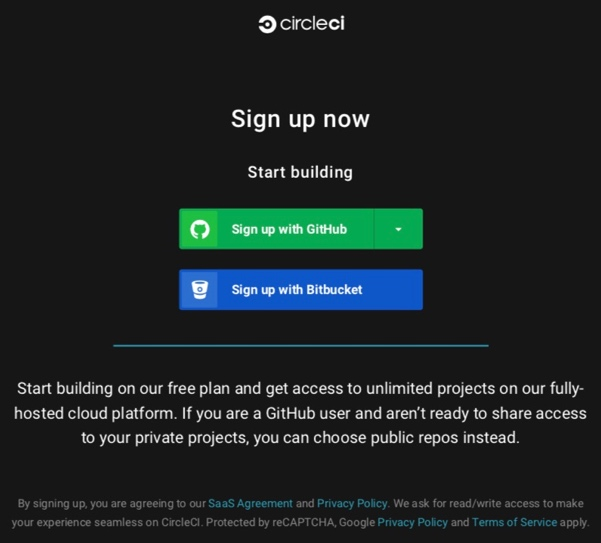 circleci
Sign up now
Start building
Sign up with GitHub
Sign up with Bitbucket
Start building on our free plan and get access to unlimited projects on our fully-
hosted cloud platform. If you are a GitHub user and aren’t ready to share access
to your private projects, you can choose public repos instead.
By signing up, you are agreeing to our SaaS Agreement and Privacy Policy. We ask for read/write access to make
your experience seamless on CircleCI. Protected by reCAPTCHA, Google Privacy Policy and Terms of Service apply.